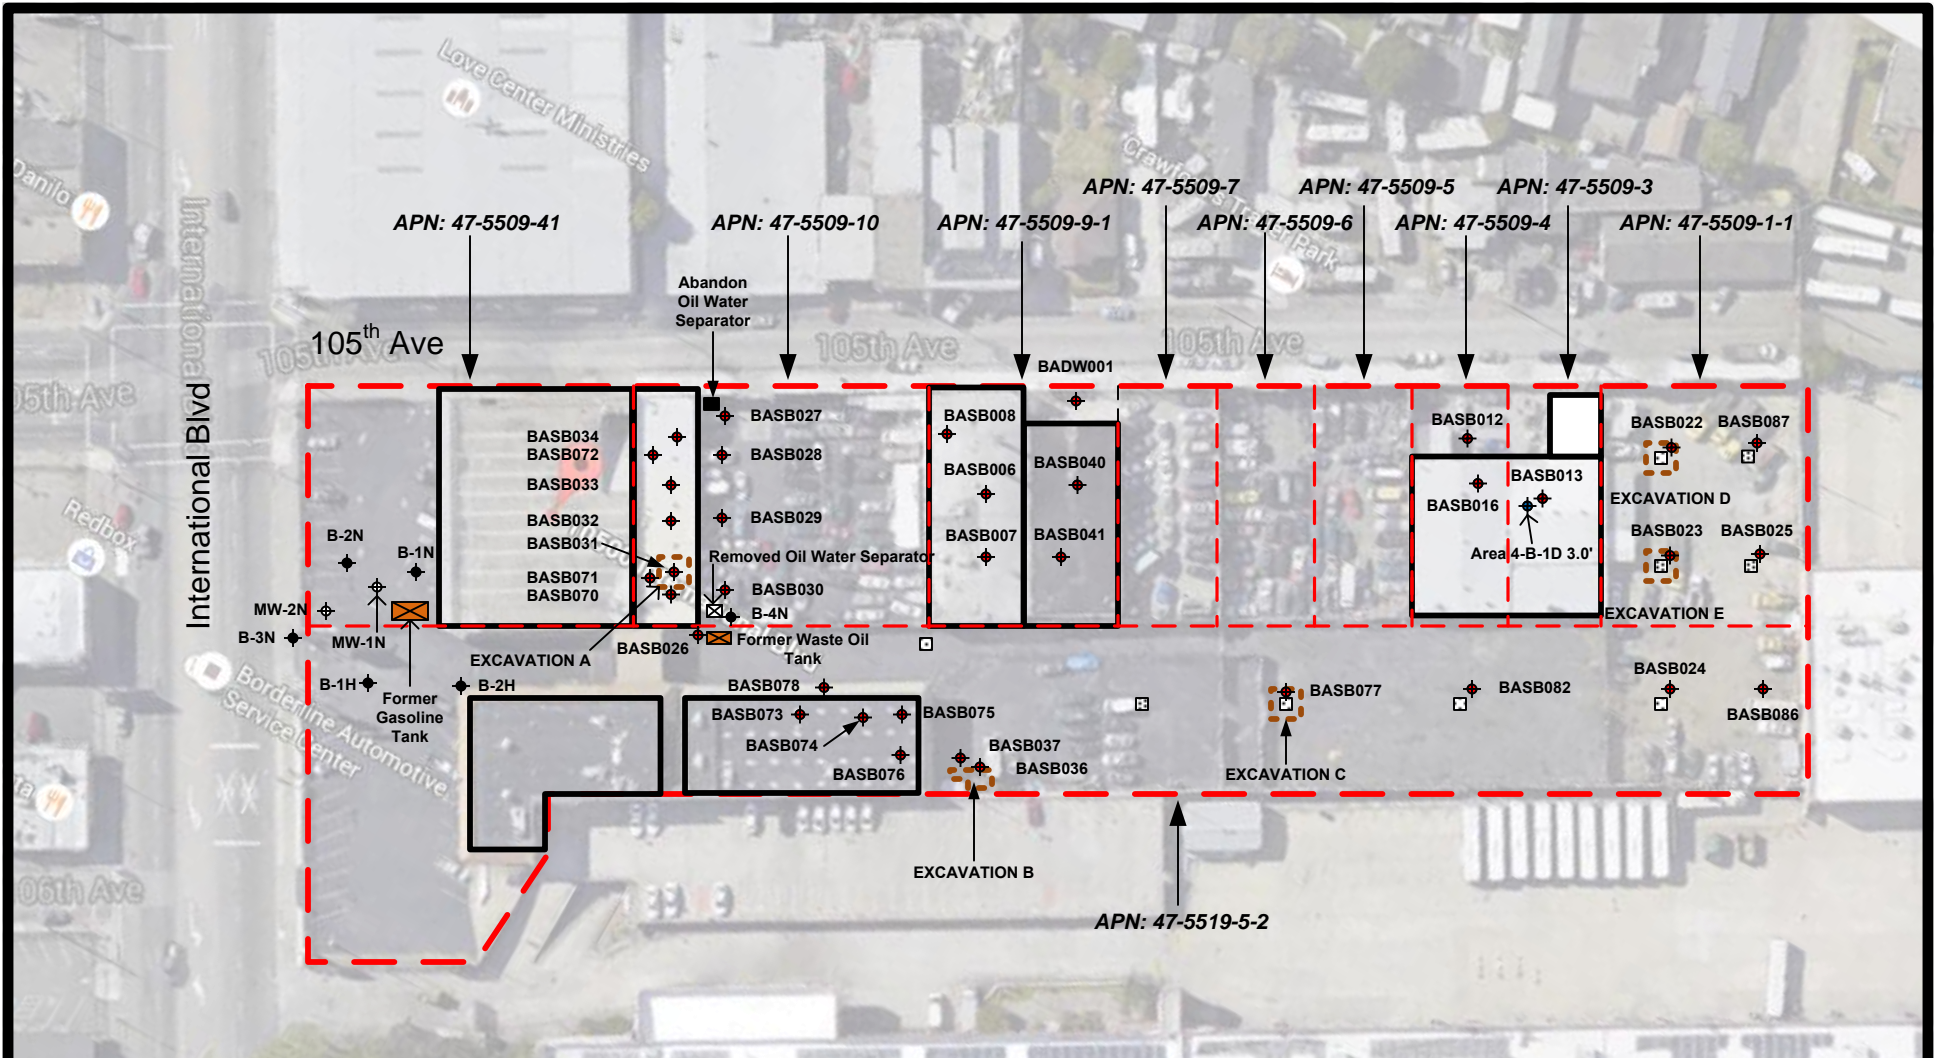 Love Center Ministries
Danilo
International
Crawford's Trailer Park
APN: 47-5509-7
APN: 47-5509-5
APN: 47-5509-3
APN: 47-5509-41
APN: 47-5509-10
APN: 47-5509-9-1
APN: 47-5509-6
APN: 47-5509-4
APN: 47-5509-1-1
Abandon
Oil Water
Separator
105th Ave
105th Ave
105th Ave
105th Ave
05th Ave
International Blvd
BADW001
BASB027
BASB008
BASB012
BASB022
BASB087
BASB034
BASB072
BASB028
BASB006
BASB040
BASB033
BASB016
BASB013
EXCAVATION D
BASB032
BASB029
BASB031
Removed Oil Water Separator
BASB007
BASB041
Area 4-B-1D 3.0'
BASB023
BASB025
Redbox
B-2N
B-1N
BASB071
BASB070
BASB030
B-4N
MW-2N
B-3N
MW-1N
EXCAVATION A
BASB026
Former Waste Oil
Tank
EXCAVATION E
B-1H
B-2H
Former
Gasoline
Tank
BASB078
BASB073
BASB074
BASB075
BASB076
BASB037
BASB036
BASB077
BASB082
BASB024
BASB086
EXCAVATION C
Borderline Automotive
Service Center
EXCAVATION B
06th Ave
APN: 47-5519-5-2